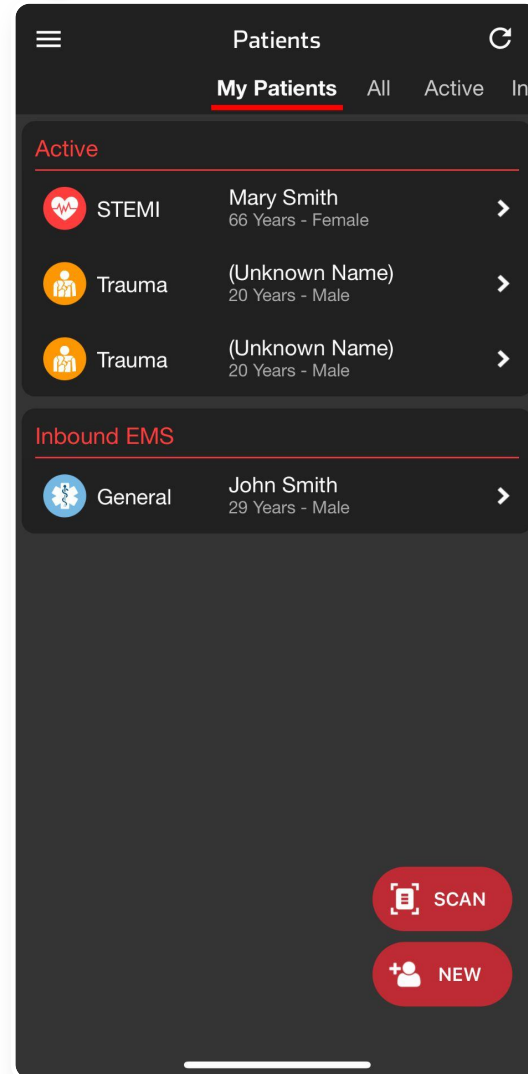 Patients
My Patients All Active In
Active
STEMI Mary Smith
66 Years - Female
Trauma (Unknown Name)
20 Years - Male
Trauma (Unknown Name)
20 Years - Male
Inbound EMS
General John Smith
29 Years - Male
SCAN
NEW